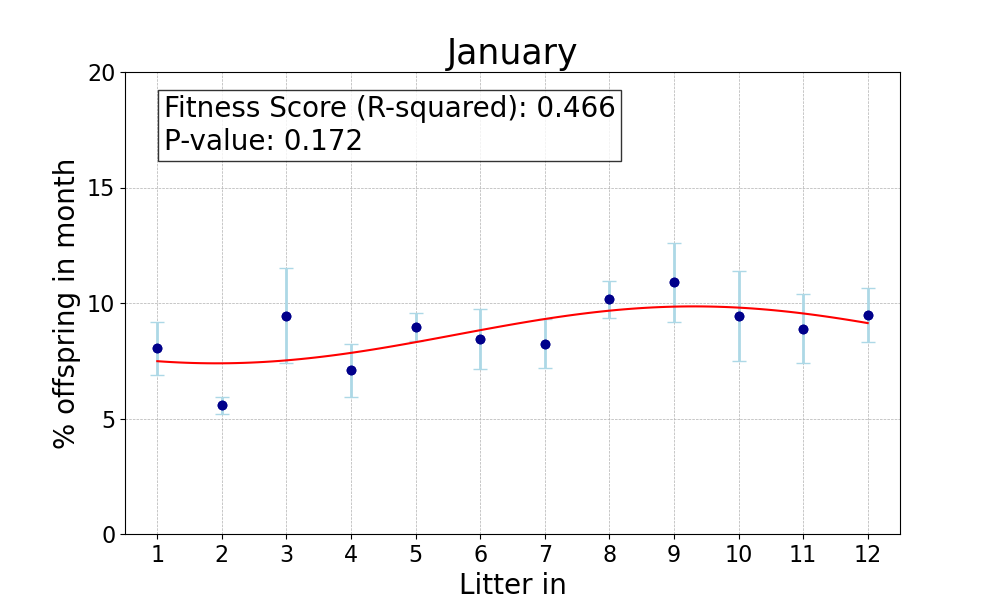 January
Fitness Score (R-squared): 0.466
P-value: 0.172
% offspring in month
20
15
10
5
0
1 2 3 4 5 6 7 8 9 10 11 12
Litter in